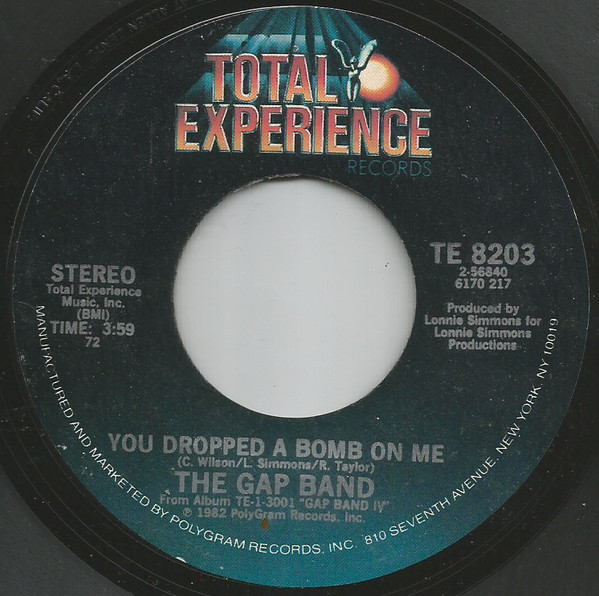 TOTAL
EXPERIENCE
RECORDS
STEREO
Total Experience
Music, Inc.
(BMI)
TIME: 3:59
72
TE 8203
2-56840
6170 217
Produced by
Lonnie Simmons for
Lonnie Simmons
Productions
YOU DROPPED A BOMB ON ME
(C. Wilson/L. Simmons/R. Taylor)
THE GAP BAND
From Album TE-1-3001 "GAP BAND IV"
℗ 1982 PolyGram Records, Inc.
MANUFACTURED AND MARKETED BY POLYGRAM RECORDS, INC. 810 SEVENTH AVENUE, NEW YORK, NY 10019